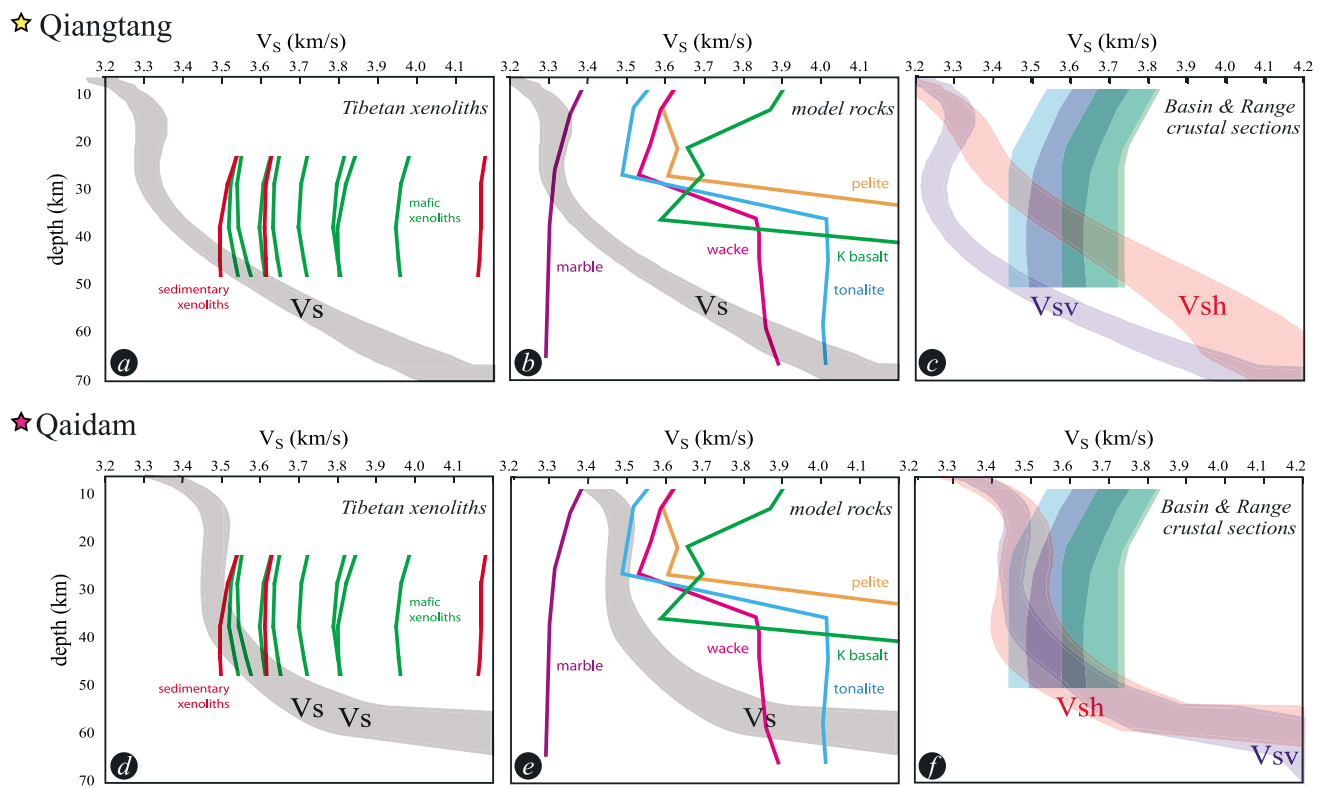 Qiangtang
V_S (km/s)
V_S (km/s)
V_S (km/s)
3.2 3.3 3.4 3.5 3.6 3.7 3.8 3.9 4.0 4.1
3.2 3.3 3.4 3.5 3.6 3.7 3.8 3.9 4.0 4.1
3.2 3.3 3.4 3.5 3.6 3.7 3.8 3.9 4.0 4.1 4.2
depth (km)
10
20
30
40
50
60
70
Tibetan xenoliths
mafic
xenoliths
sedimentary
xenoliths
Vs
a
model rocks
pelite
wacke
K basalt
marble
tonalite
Vs
b
Basin & Range
crustal sections
Vsv
Vsh
c
Qaidam
V_S (km/s)
V_S (km/s)
V_S (km/s)
3.2 3.3 3.4 3.5 3.6 3.7 3.8 3.9 4.0 4.1
3.2 3.3 3.4 3.5 3.6 3.7 3.8 3.9 4.0 4.1
3.2 3.3 3.4 3.5 3.6 3.7 3.8 3.9 4.0 4.1 4.2
depth (km)
10
20
30
40
50
60
70
Tibetan xenoliths
mafic
xenoliths
sedimentary
xenoliths
Vs Vs
d
model rocks
pelite
wacke
K basalt
marble
tonalite
Vs
e
Basin & Range
crustal sections
Vsh
Vsv
f